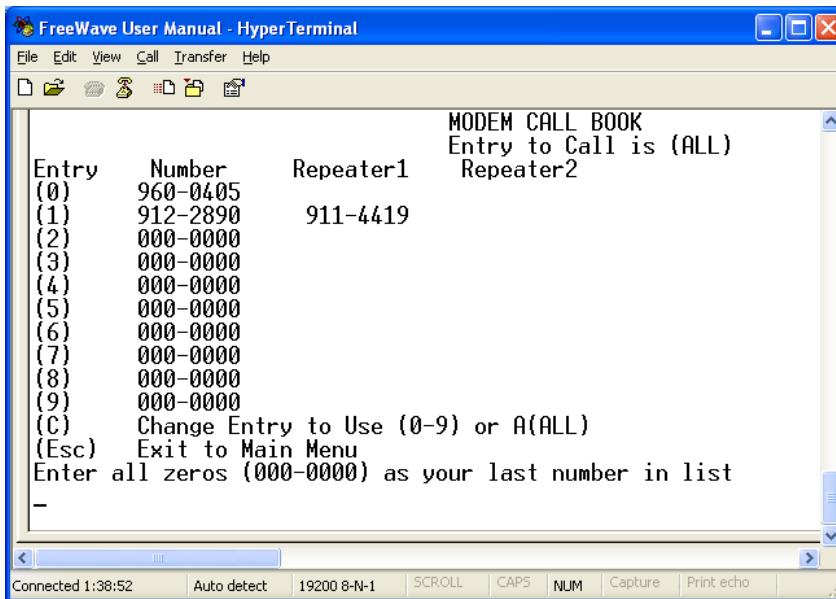 FreeWave User Manual - HyperTerminal
File Edit View Call Transfer Help
MODEM CALL BOOK
Entry to Call is (ALL)
Entry Number Repeater1 Repeater2
(0) 960-0405
(1) 912-2890 911-4419
(2) 000-0000
(3) 000-0000
(4) 000-0000
(5) 000-0000
(6) 000-0000
(7) 000-0000
(8) 000-0000
(9) 000-0000
(C) Change Entry to Use (0-9) or A(ALL)
(Esc) Exit to Main Menu
Enter all zeros (000-0000) as your last number in list
_
Connected 1:38:52 Auto detect 19200 8-N-1 SCROLL CAPS NUM Capture Print echo